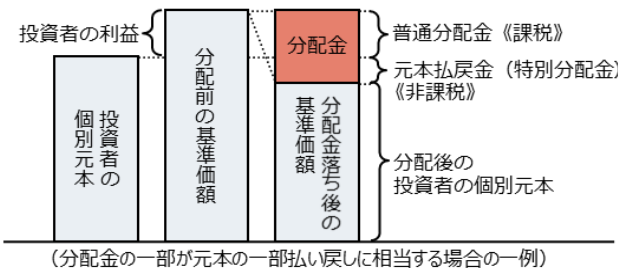 投資者の利益
投資者の
個別元本
分配前の基準価額
分配金
分配金落ち後の
基準価額
普通分配金《課税》
元本払戻金（特別分配金）
《非課税》
分配後の
投資者の個別元本
（分配金の一部が元本の一部払い戻しに相当する場合の一例）